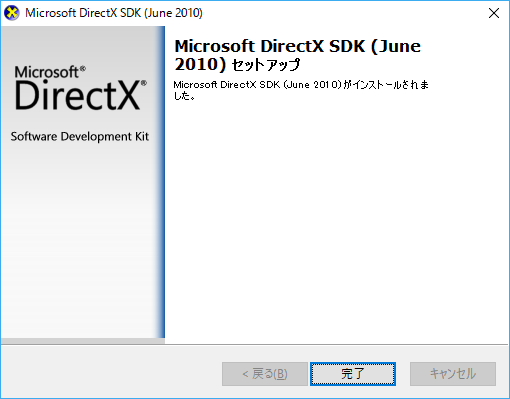 Microsoft DirectX SDK (June 2010)
Microsoft®
DirectX®
Software Development Kit
Microsoft DirectX SDK (June
2010) セットアップ
Microsoft DirectX SDK (June 2010)がインストールされま
した。
< 戻る(B)
完了
キャンセル